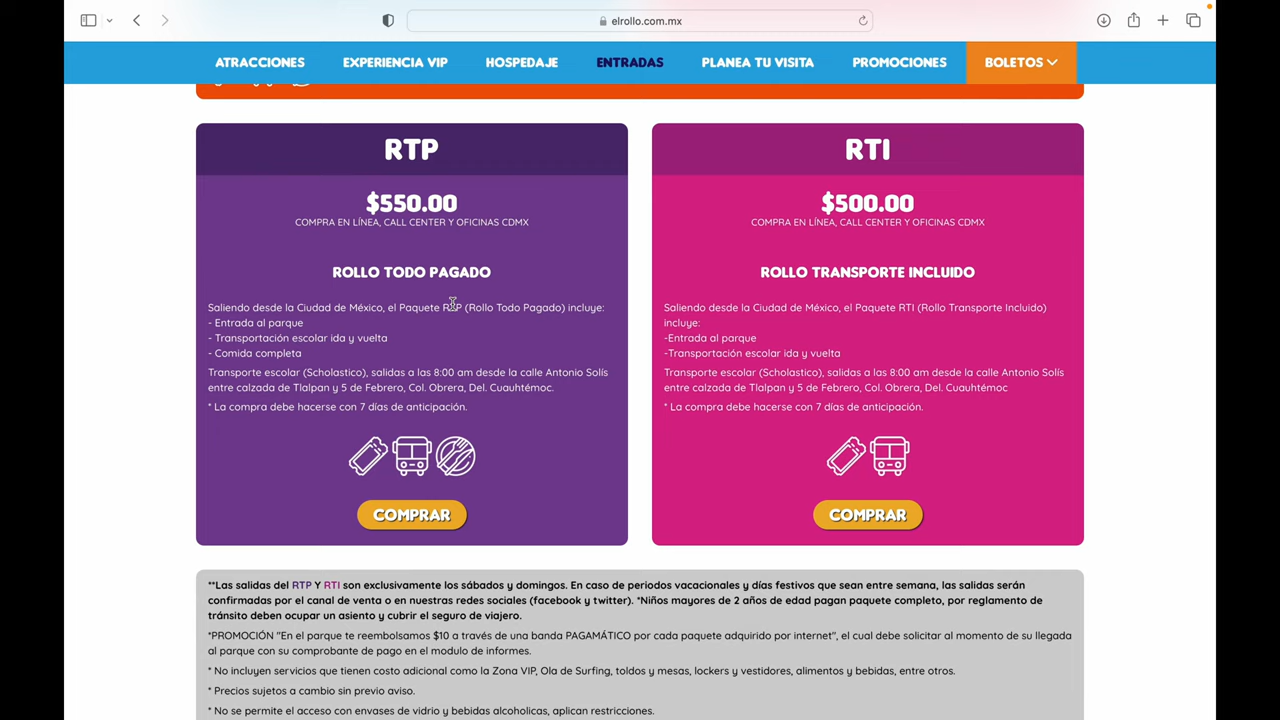 elrollo.com.mx
ATRACCIONES EXPERIENCIA VIP HOSPEDAJE ENTRADAS PLANEA TU VISITA PROMOCIONES BOLETOS
RTP
$550.00
COMPRA EN LÍNEA, CALL CENTER Y OFICINAS CDMX
ROLLO TODO PAGADO
Saliendo desde la Ciudad de México, el Paquete RTP (Rollo Todo Pagado) incluye:
- Entrada al parque
- Transportación escolar ida y vuelta
- Comida completa
Transporte escolar (Scholastico), salidas a las 8:00 am desde la calle Antonio Solís
entre calzada de Tlalpan y 5 de Febrero, Col. Obrera, Del. Cuauhtémoc.
* La compra debe hacerse con 7 días de anticipación.
COMPRAR
RTI
$500.00
COMPRA EN LÍNEA, CALL CENTER Y OFICINAS CDMX
ROLLO TRANSPORTE INCLUIDO
Saliendo desde la Ciudad de México, el Paquete RTI (Rollo Transporte Incluido)
incluye:
-Entrada al parque
-Transportación escolar ida y vuelta
Transporte escolar (Scholastico), salidas a las 8:00 am desde la calle Antonio Solís
entre calzada de Tlalpan y 5 de Febrero, Col. Obrera, Del. Cuauhtémoc
* La compra debe hacerse con 7 días de anticipación.
COMPRAR
**Las salidas del RTP Y RTI son exclusivamente los sábados y domingos. En caso de periodos vacacionales y días festivos que sean entre semana, las salidas serán
confirmadas por el canal de venta o en nuestras redes sociales (facebook y twitter). *Niños mayores de 2 años de edad pagan paquete completo, por reglamento de
tránsito deben ocupar un asiento y cubrir el seguro de viajero.
*PROMOCIÓN "En el parque te reembolsamos $10 a través de una banda PAGAMÁTICO por cada paquete adquirido por internet", el cual debe solicitar al momento de su llegada
al parque con su comprobante de pago en el modulo de informes.
* No incluyen servicios que tienen costo adicional como la Zona VIP, Ola de Surfing, toldos y mesas, lockers y vestidores, alimentos y bebidas, entre otros.
* Precios sujetos a cambio sin previo aviso.
* No se permite el acceso con envases de vidrio y bebidas alcoholicas, aplican restricciones.